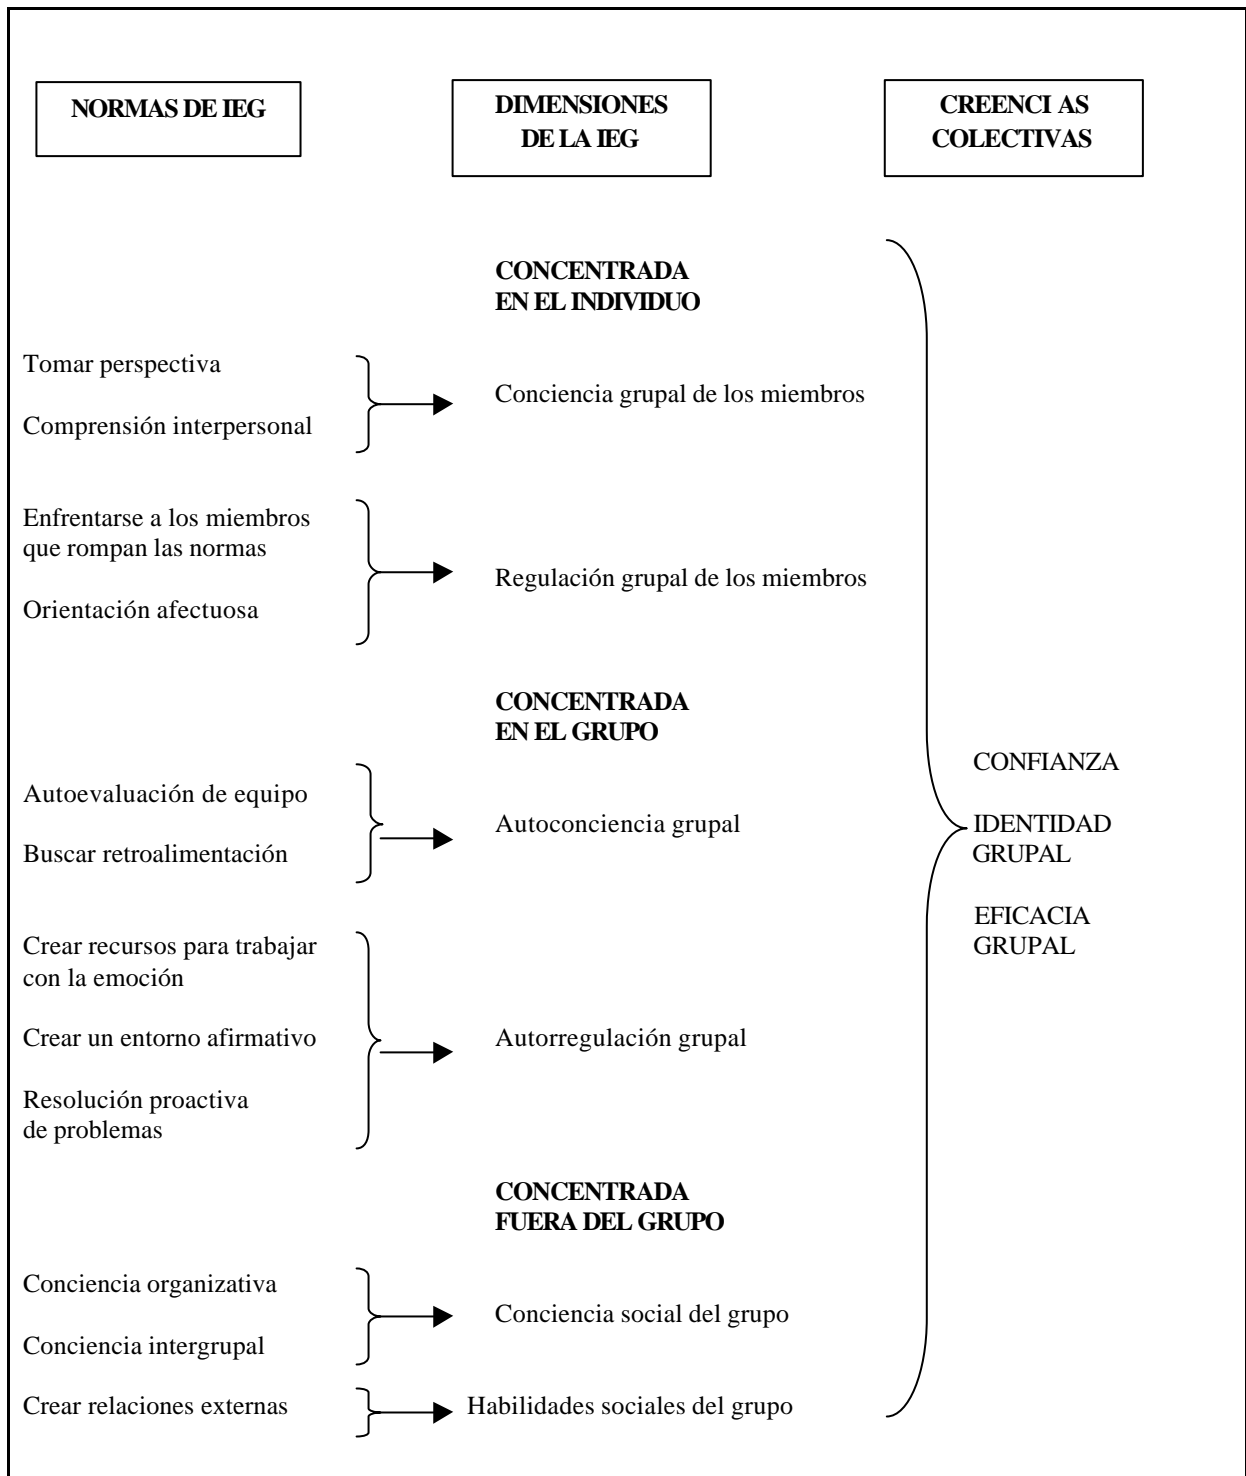 NORMAS DE IEG
DIMENSIONES
DE LA IEG
CREENCI AS
COLECTIVAS
CONCENTRADA
EN EL INDIVIDUO
Tomar perspectiva
Comprensión interpersonal
Conciencia grupal de los miembros
Enfrentarse a los miembros
que rompan las normas
Orientación afectuosa
Regulación grupal de los miembros
CONCENTRADA
EN EL GRUPO
Autoevaluación de equipo
Buscar retroalimentación
Autoconciencia grupal
Crear recursos para trabajar
con la emoción
Crear un entorno afirmativo
Resolución proactiva
de problemas
Autorregulación grupal
CONCENTRADA
FUERA DEL GRUPO
Conciencia organizativa
Conciencia intergrupal
Conciencia social del grupo
Crear relaciones externas
Habilidades sociales del grupo
CONFIANZA
IDENTIDAD
GRUPAL
EFICACIA
GRUPAL